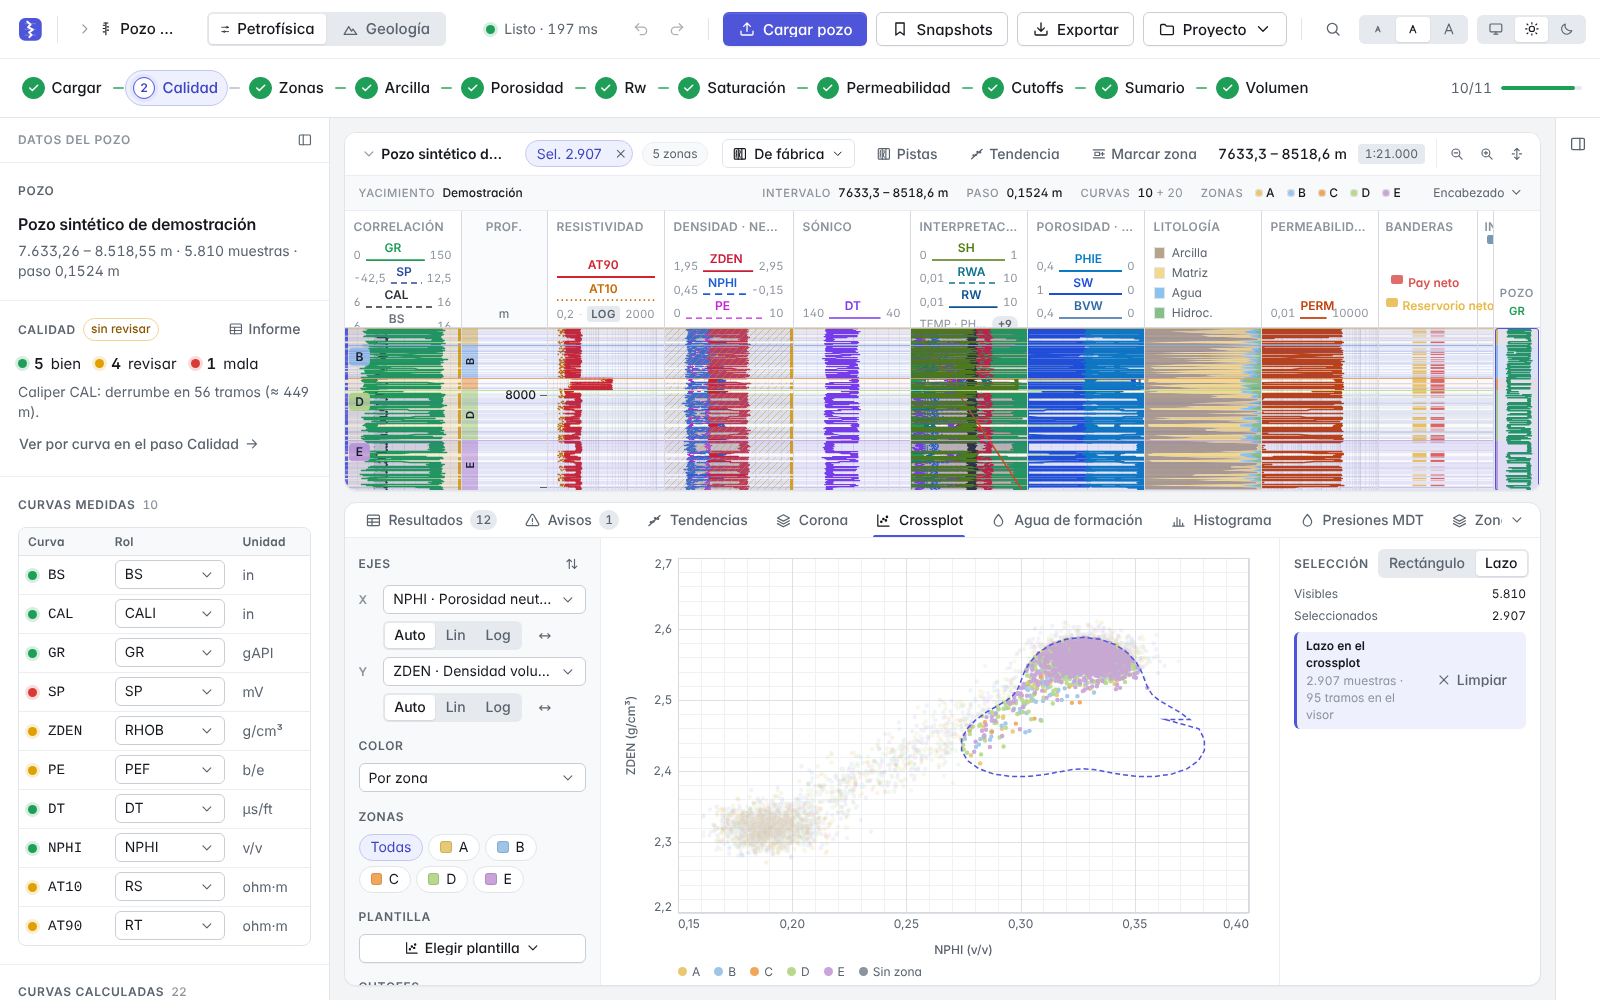 Pozo ...
Petrofísica
Geología
Listo · 197 ms
Cargar pozo
Snapshots
Exportar
Proyecto
A
A
A
Cargar
2 Calidad
Zonas
Arcilla
Porosidad
Rw
Saturación
Permeabilidad
Cutoffs
Sumario
Volumen
10/11
DATOS DEL POZO
POZO
Pozo sintético de demostración
7.633,26 – 8.518,55 m · 5.810 muestras ·
paso 0,1524 m
CALIDAD sin revisar Informe
5 bien 4 revisar 1 mala
Caliper CAL: derrumbe en 56 tramos (≈ 449
m).
Ver por curva en el paso Calidad →
CURVAS MEDIDAS 10
Curva Rol Unidad
BS BS in
CAL CALI in
GR GR gAPI
SP SP mV
ZDEN RHOB g/cm³
PE PEF b/e
DT DT µs/ft
NPHI NPHI v/v
AT10 RS ohm·m
AT90 RT ohm·m
CURVAS CALCULADAS 22
Pozo sintético d...
Sel. 2.907 ×
5 zonas
De fábrica
Pistas
Tendencia
Marcar zona
7633,3 – 8518,6 m
1:21.000
YACIMIENTO Demostración
INTERVALO 7633,3 – 8518,6 m
PASO 0,1524 m
CURVAS 10 + 20
ZONAS A B C D E
Encabezado
CORRELACIÓN
0 GR 150
-42,5 SP 12,5
6 CAL 16
6 BS 16
PROF.
m
RESISTIVIDAD
AT90
AT10
0,2 LOG 2000
DENSIDAD · NE...
1,95 ZDEN 2,95
0,45 NPHI -0,15
0 PE 10
SÓNICO
140 DT 40
INTERPRETAC...
0 SH 1
0,01 RWA 10
0,01 RW 10
TEMP · PH... +9
POROSIDAD · ...
0,4 PHIE 0
1 SW 0
0,4 BVW 0
LITOLOGÍA
Arcilla
Matriz
Agua
Hidroc.
PERMEABILID...
0,01 PERM 10000
BANDERAS
Pay neto
Reservorio neto
POZO
GR
B
D
E
B
D
E
8000
Resultados 12
Avisos 1
Tendencias
Corona
Crossplot
Agua de formación
Histograma
Presiones MDT
EJES
X NPHI · Porosidad neut...
Auto Lin Log
Y ZDEN · Densidad volu...
Auto Lin Log
COLOR
Por zona
ZONAS
Todas A B
C D E
PLANTILLA
Elegir plantilla
2,7
2,6
2,5
2,4
2,3
2,2
ZDEN (g/cm³)
0,15 0,20 0,25 0,30 0,35 0,40
NPHI (v/v)
A B C D E Sin zona
SELECCIÓN Rectángulo Lazo
Visibles 5.810
Seleccionados 2.907
Lazo en el
crossplot
2.907 muestras ·
95 tramos en el
visor
× Limpiar